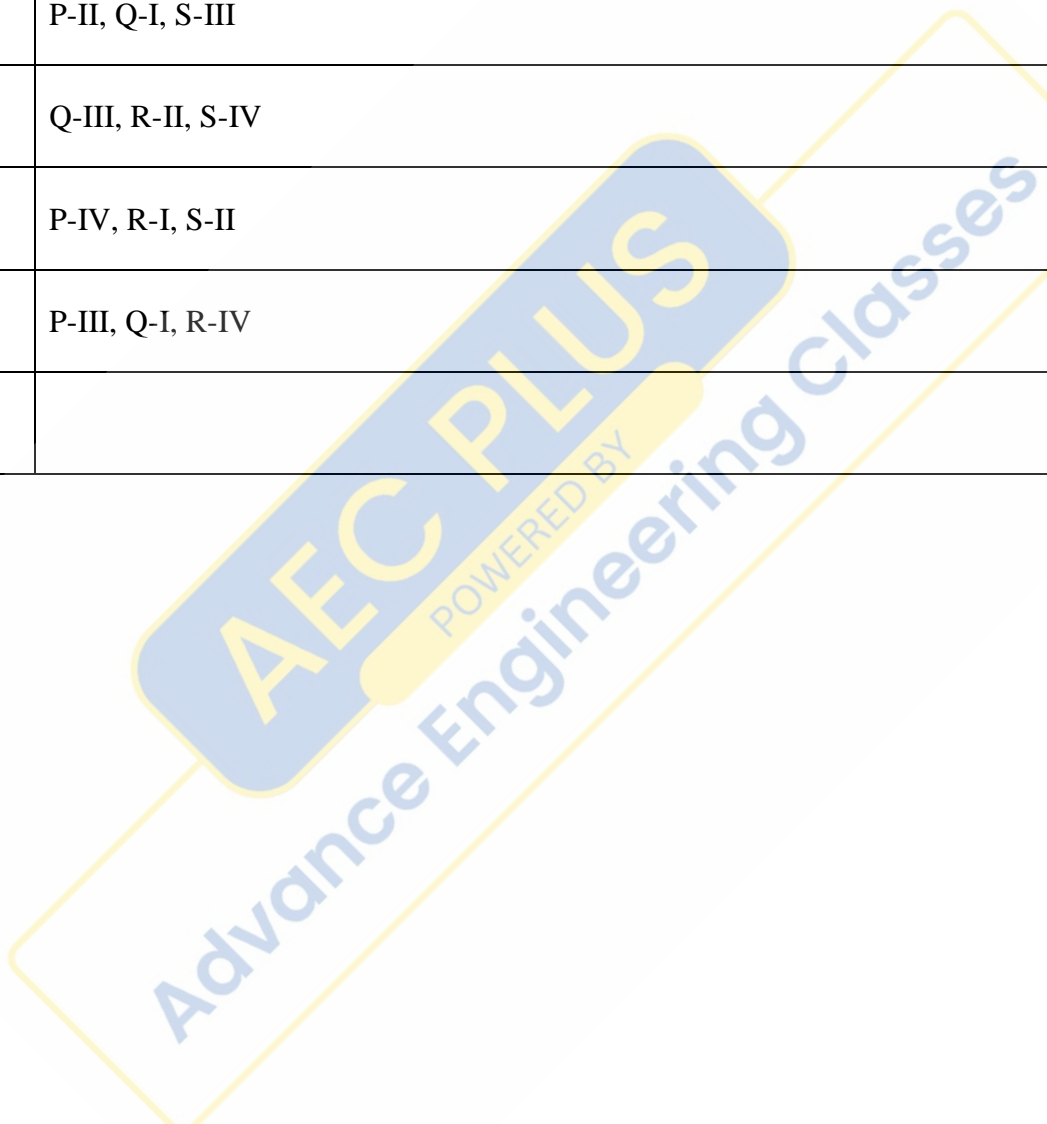 P-II, Q-I, S-III
Q-III, R-II, S-IV
P-IV, R-I, S-II
P-III, Q-I, R-IV
AEC PLUS
POWERED BY
Advance Engineering Classes